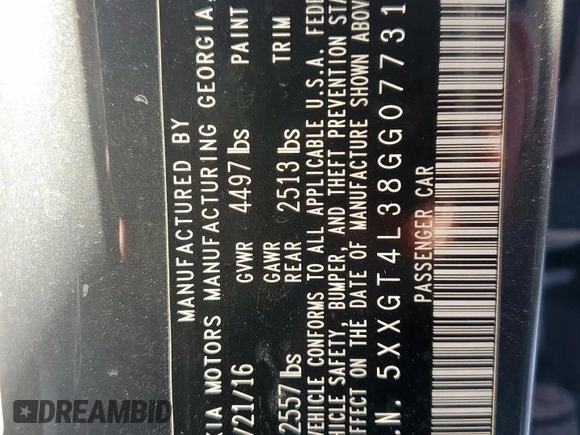 MANUFACTURED BY
KIA MOTORS MANUFACTURING GEORGIA,
/21/16 GVWR 4497 lbs PAINT
GAWR
2557 lbs REAR 2513 lbs TRIM
VEHICLE CONFORMS TO ALL APPLICABLE U.S.A. FEDE
HICLE SAFETY, BUMPER, AND THEFT PREVENTION STA
EFFECT ON THE DATE OF MANUFACTURE SHOWN ABOV
.N. 5XXGT4L38GG07731
PASSENGER CAR
DREAMBID